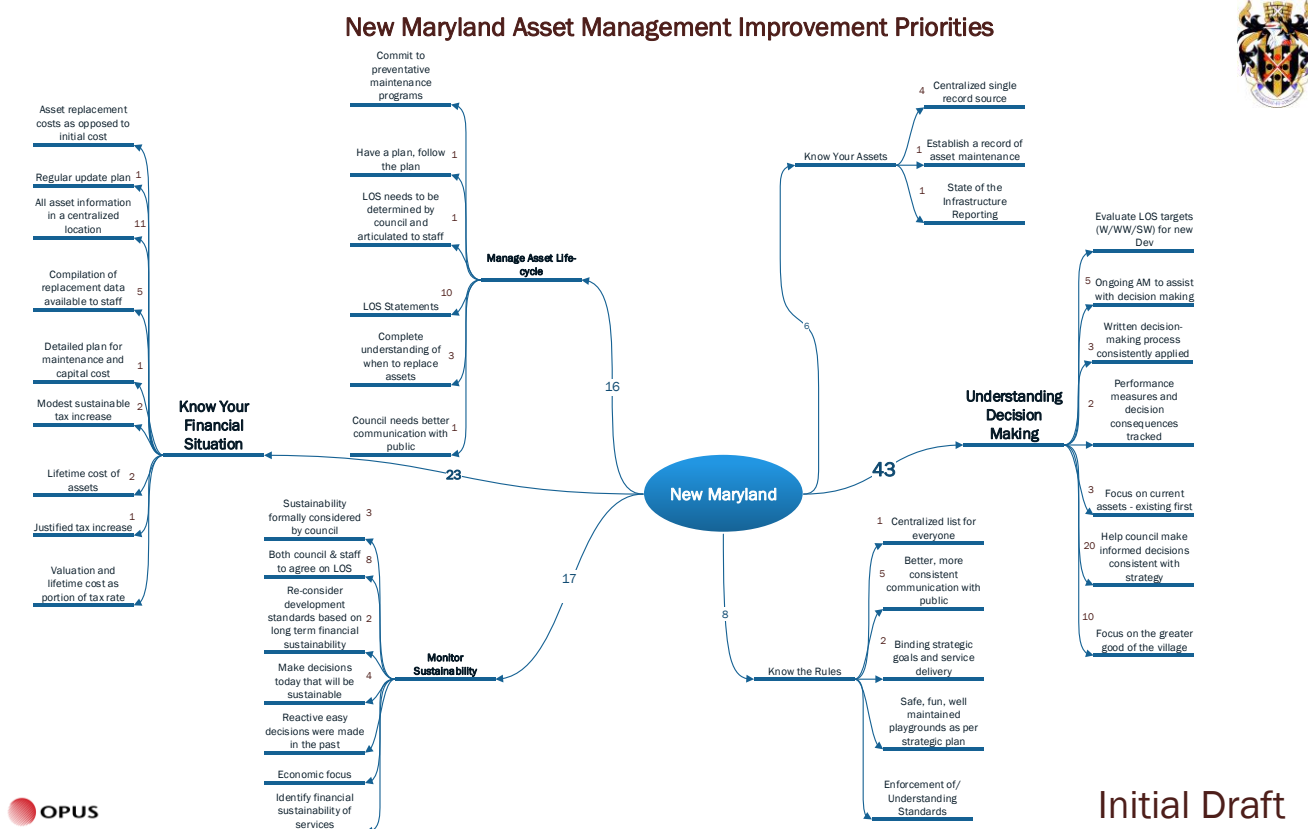 New Maryland Asset Management Improvement Priorities
Commit to
preventative
maintenance
programs
Have a plan, follow
the plan
1
LOS needs to be
determined by
council and
articulated to staff
1
Manage Asset Life-
cycle
LOS Statements
10
Complete
understanding of
when to replace
assets
3
Council needs better
communication with
public
1
16
Asset replacement
costs as opposed to
initial cost
Regular update plan
1
All asset information
in a centralized
location
11
Compilation of
replacement data
available to staff
5
Detailed plan for
maintenance and
capital cost
1
Modest sustainable
tax increase
2
Know Your
Financial
Situation
Lifetime cost of
assets
2
Justified tax increase
1
Valuation and
lifetime cost as
portion of tax rate
23
Sustainability
formally considered
by council
3
Both council & staff
to agree on LOS
8
Re-consider
development
standards based on
long term financial
sustainability
2
Make decisions
today that will be
sustainable
4
Monitor
Sustainability
Reactive easy
decisions were made
in the past
Economic focus
Identify financial
sustainability of
services
17
New Maryland
Know Your Assets
6
4
Centralized single
record source
1
Establish a record of
asset maintenance
1
State of the
Infrastructure
Reporting
43
Understanding
Decision
Making
Evaluate LOS targets
(W/WW/SW) for new
Dev
5
Ongoing AM to assist
with decision making
3
Written decision-
making process
consistently applied
2
Performance
measures and
decision
consequences
tracked
3
Focus on current
assets - existing first
20
Help council make
informed decisions
consistent with
strategy
10
Focus on the greater
good of the village
8
Know the Rules
1
Centralized list for
everyone
5
Better, more
consistent
communication with
public
2
Binding strategic
goals and service
delivery
Safe, fun, well
maintained
playgrounds as per
strategic plan
Enforcement of/
Understanding
Standards
OPUS
Initial Draft